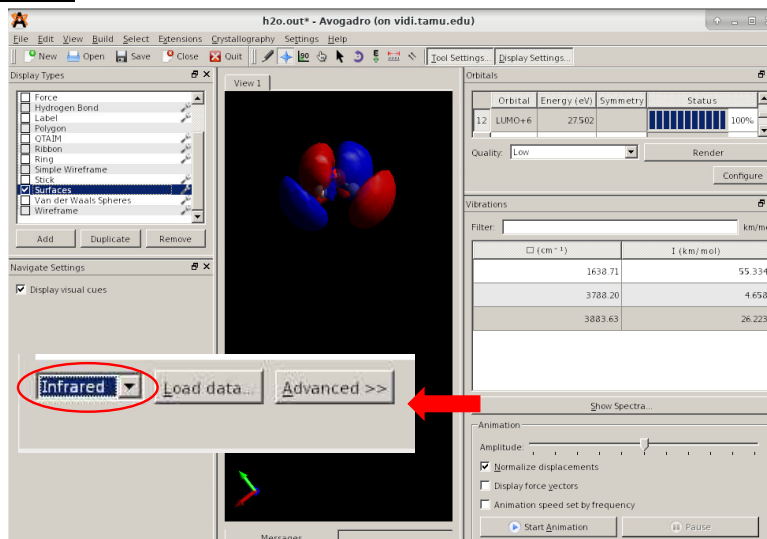 h2o.out* - Avogadro (on vidi.tamu.edu)
File Edit View Build Select Extensions Crystallography Settings Help
New Open Save Close Quit Tool Settings... Display Settings...
Display Types
Force
Hydrogen Bond
Label
Polygon
QTAIM
Ribbon
Ring
Simple Wireframe
Stick
Surfaces
Van der Waals Spheres
Wireframe
Add Duplicate Remove
Navigate Settings
Display visual cues
View 1
Infrared Load data... Advanced >>
Messages
Orbitals
Orbital Energy (eV) Symmetry Status
12 LUMO+6 27.502 100%
Quality: Low Render
Configure
Vibrations
Filter: km/m
(cm⁻¹) I (km/mol)
1638.71 55.334
3788.20 4.658
3883.63 26.223
Show Spectra...
Animation
Amplitude:
Normalize displacements
Display force vectors
Animation speed set by frequency
Start Animation Pause